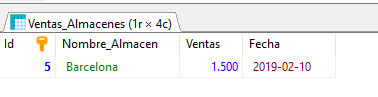 Ventas_Almacenes (1r × 4c)
Id Nombre_Almacen Ventas Fecha
5 Barcelona 1.500 2019-02-10